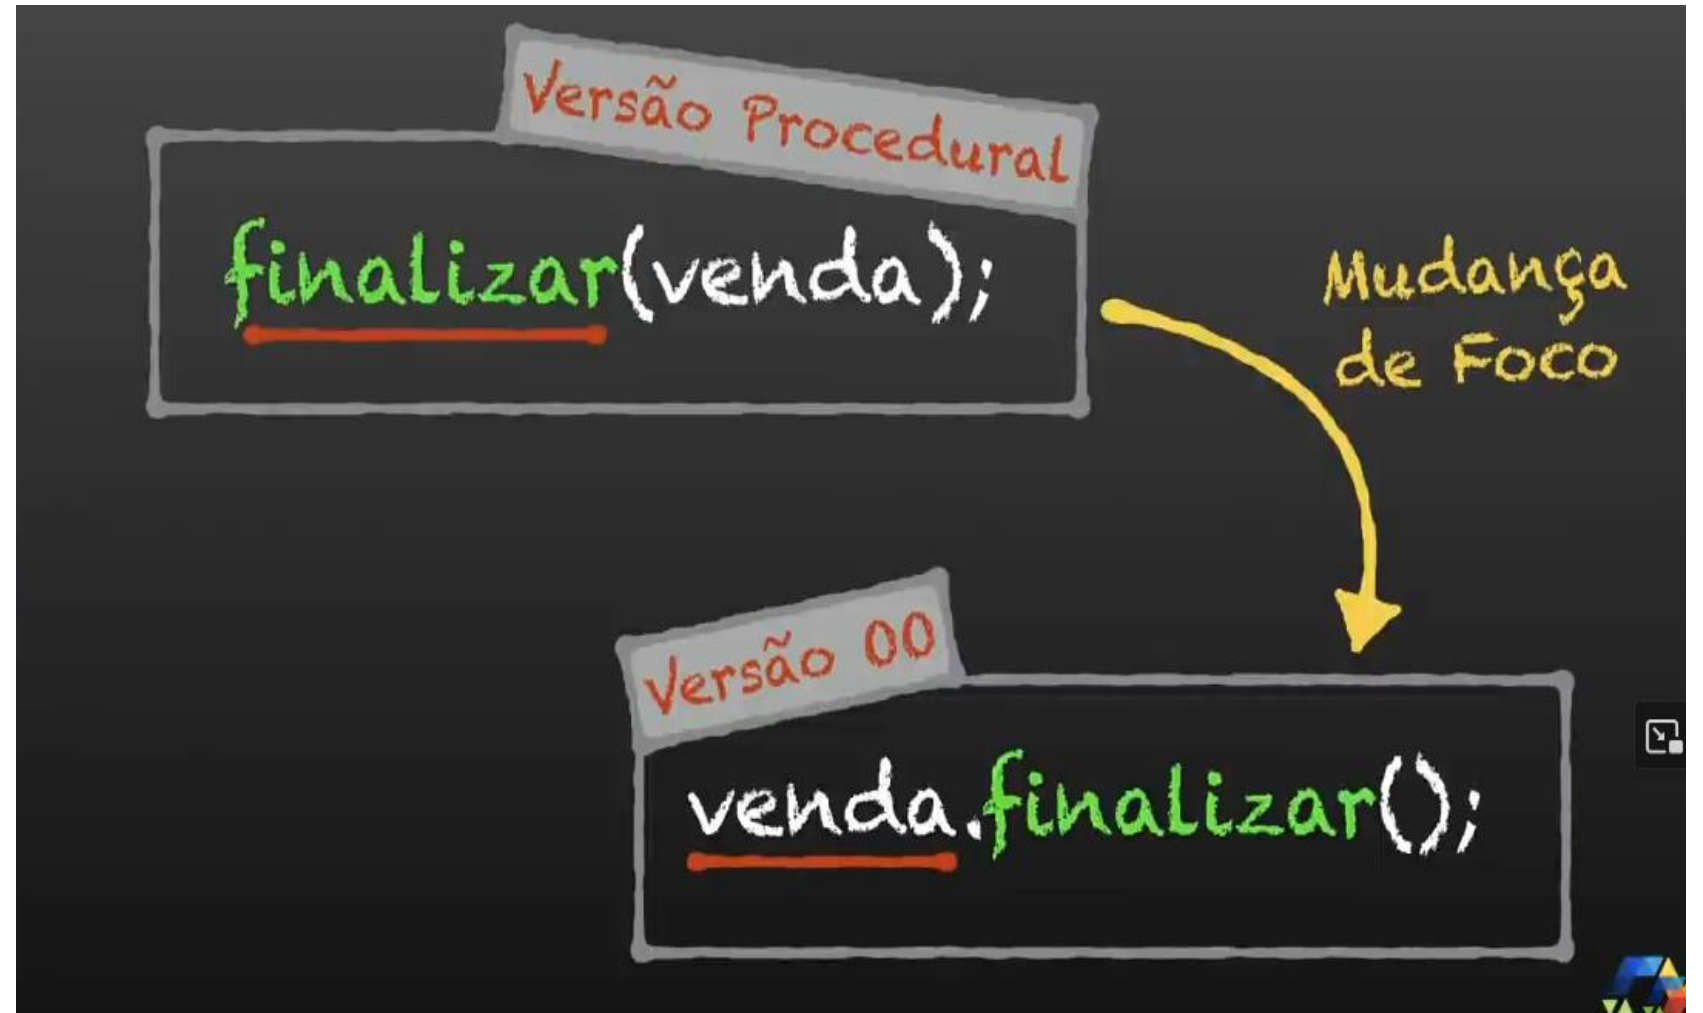 Versão Procedural
finalizar(venda);
Mudança
de Foco
Versão OO
venda.finalizar();